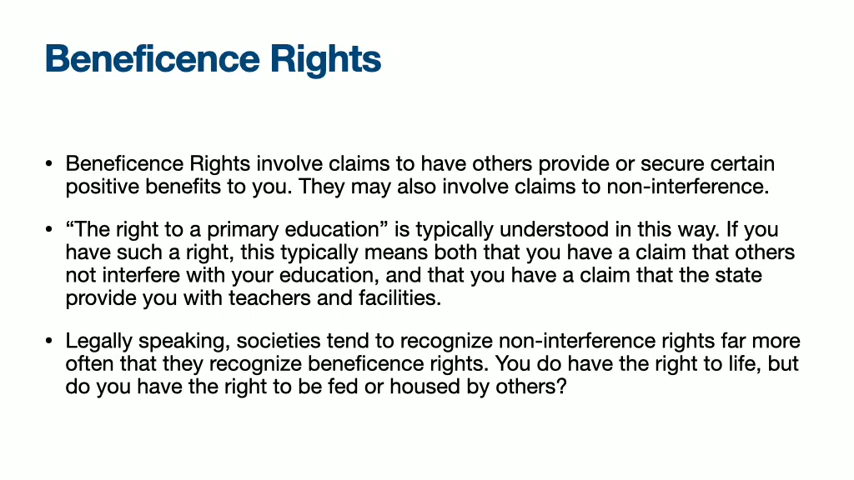 Beneficence Rights
• Beneficence Rights involve claims to have others provide or secure certain
positive benefits to you. They may also involve claims to non-interference.
• “The right to a primary education” is typically understood in this way. If you
have such a right, this typically means both that you have a claim that others
not interfere with your education, and that you have a claim that the state
provide you with teachers and facilities.
• Legally speaking, societies tend to recognize non-interference rights far more
often that they recognize beneficence rights. You do have the right to life, but
do you have the right to be fed or housed by others?